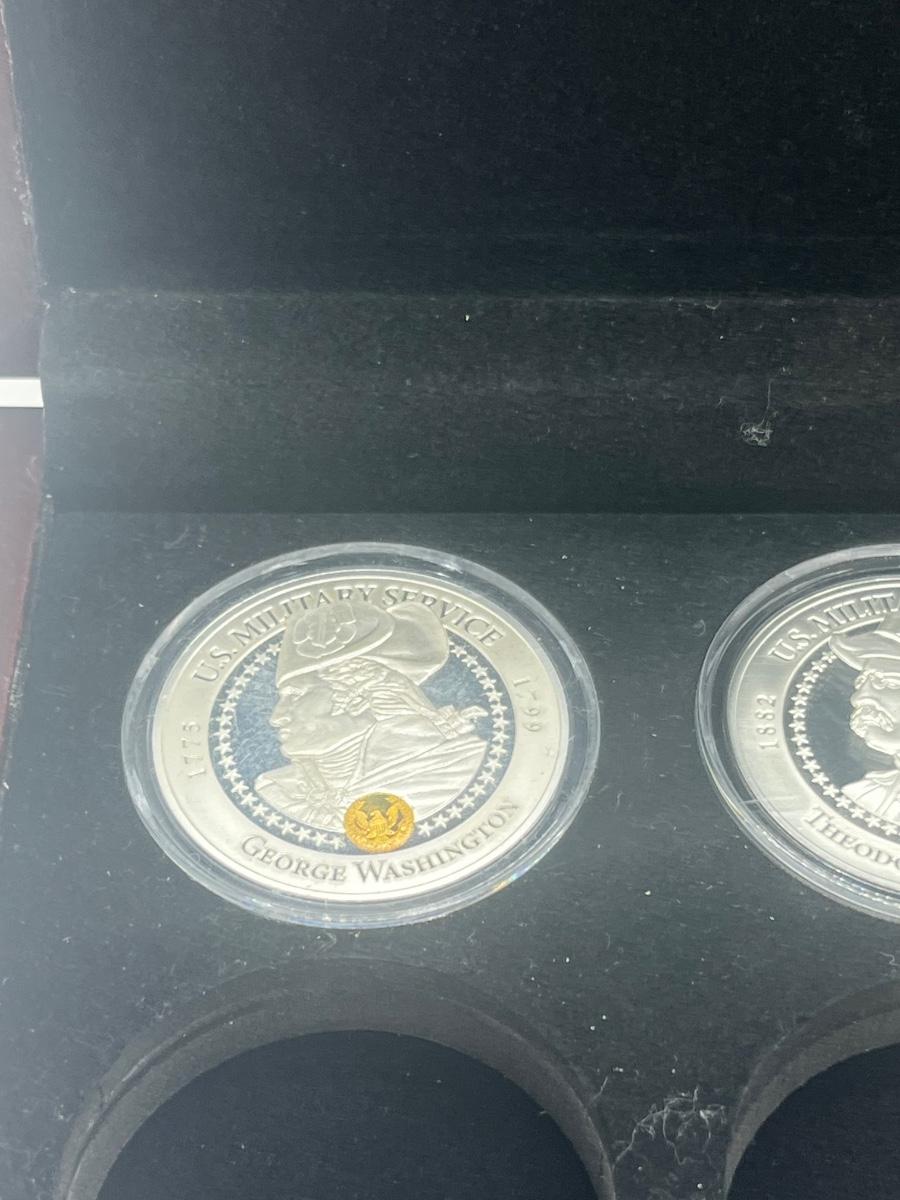 U.S. MILITARY SERVICE
1775
1799
GEORGE WASHINGTON
U.S.
1882